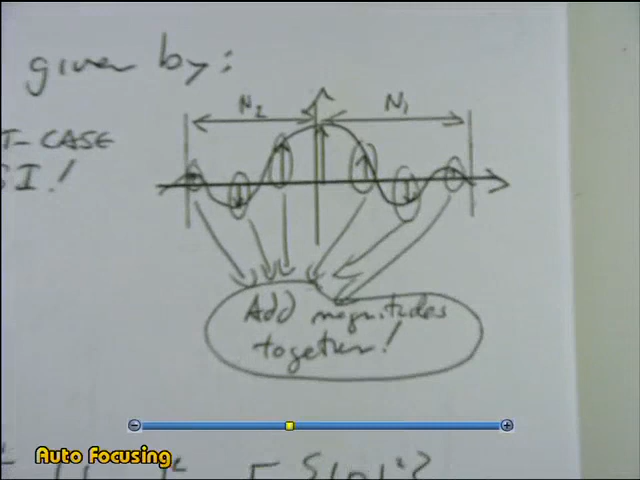 given by:
N2 N1
T-CASE
SI!
Add magnitudes
together!
Auto Focusing